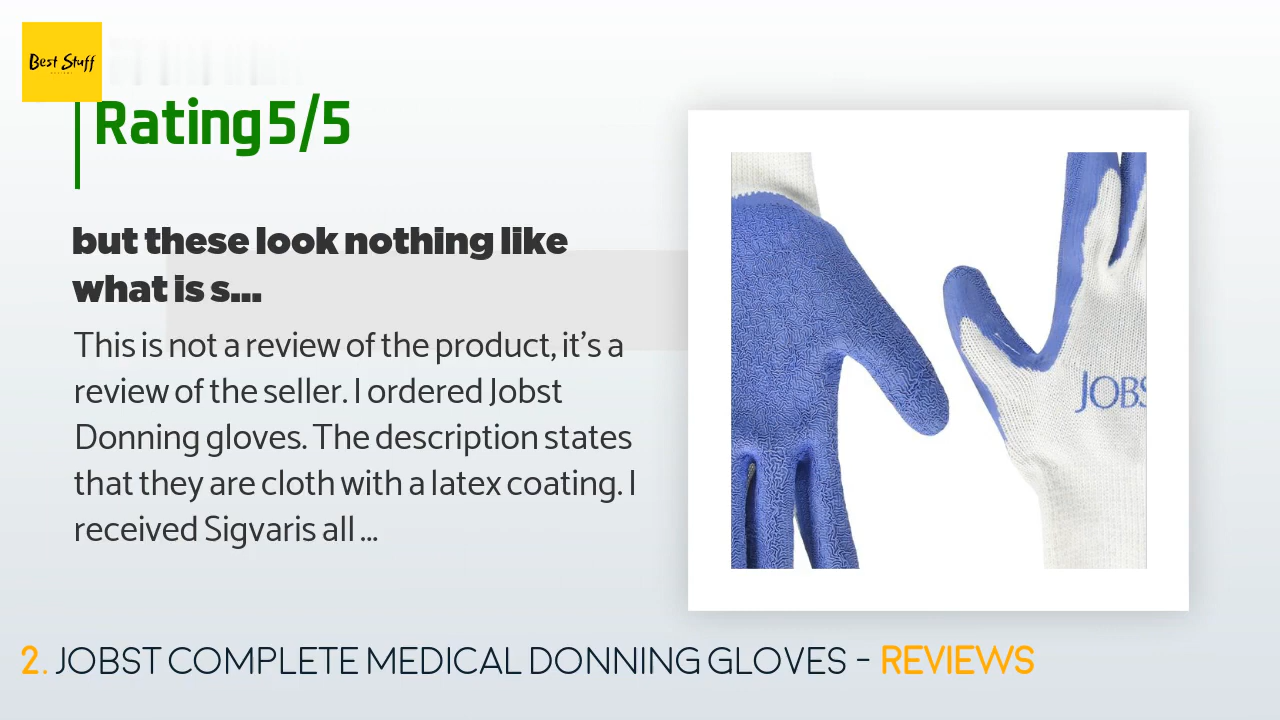 Best Stuff
Rating 5/5
but these look nothing like
what is s...
This is not a review of the product, it's a
review of the seller. I ordered Jobst
Donning gloves. The description states
that they are cloth with a latex coating. I
received Sigvaris all ...
JOBS
2. JOBST COMPLETE MEDICAL DONNING GLOVES - REVIEWS